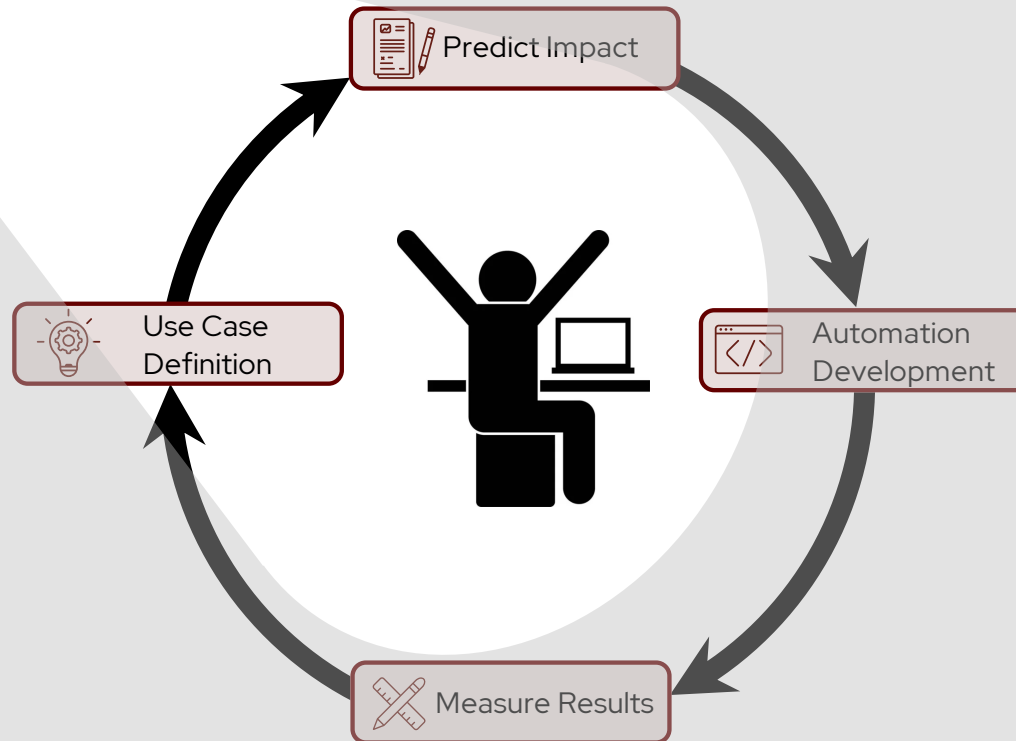 Predict Impact
Use Case
Definition
Automation
Development
Measure Results